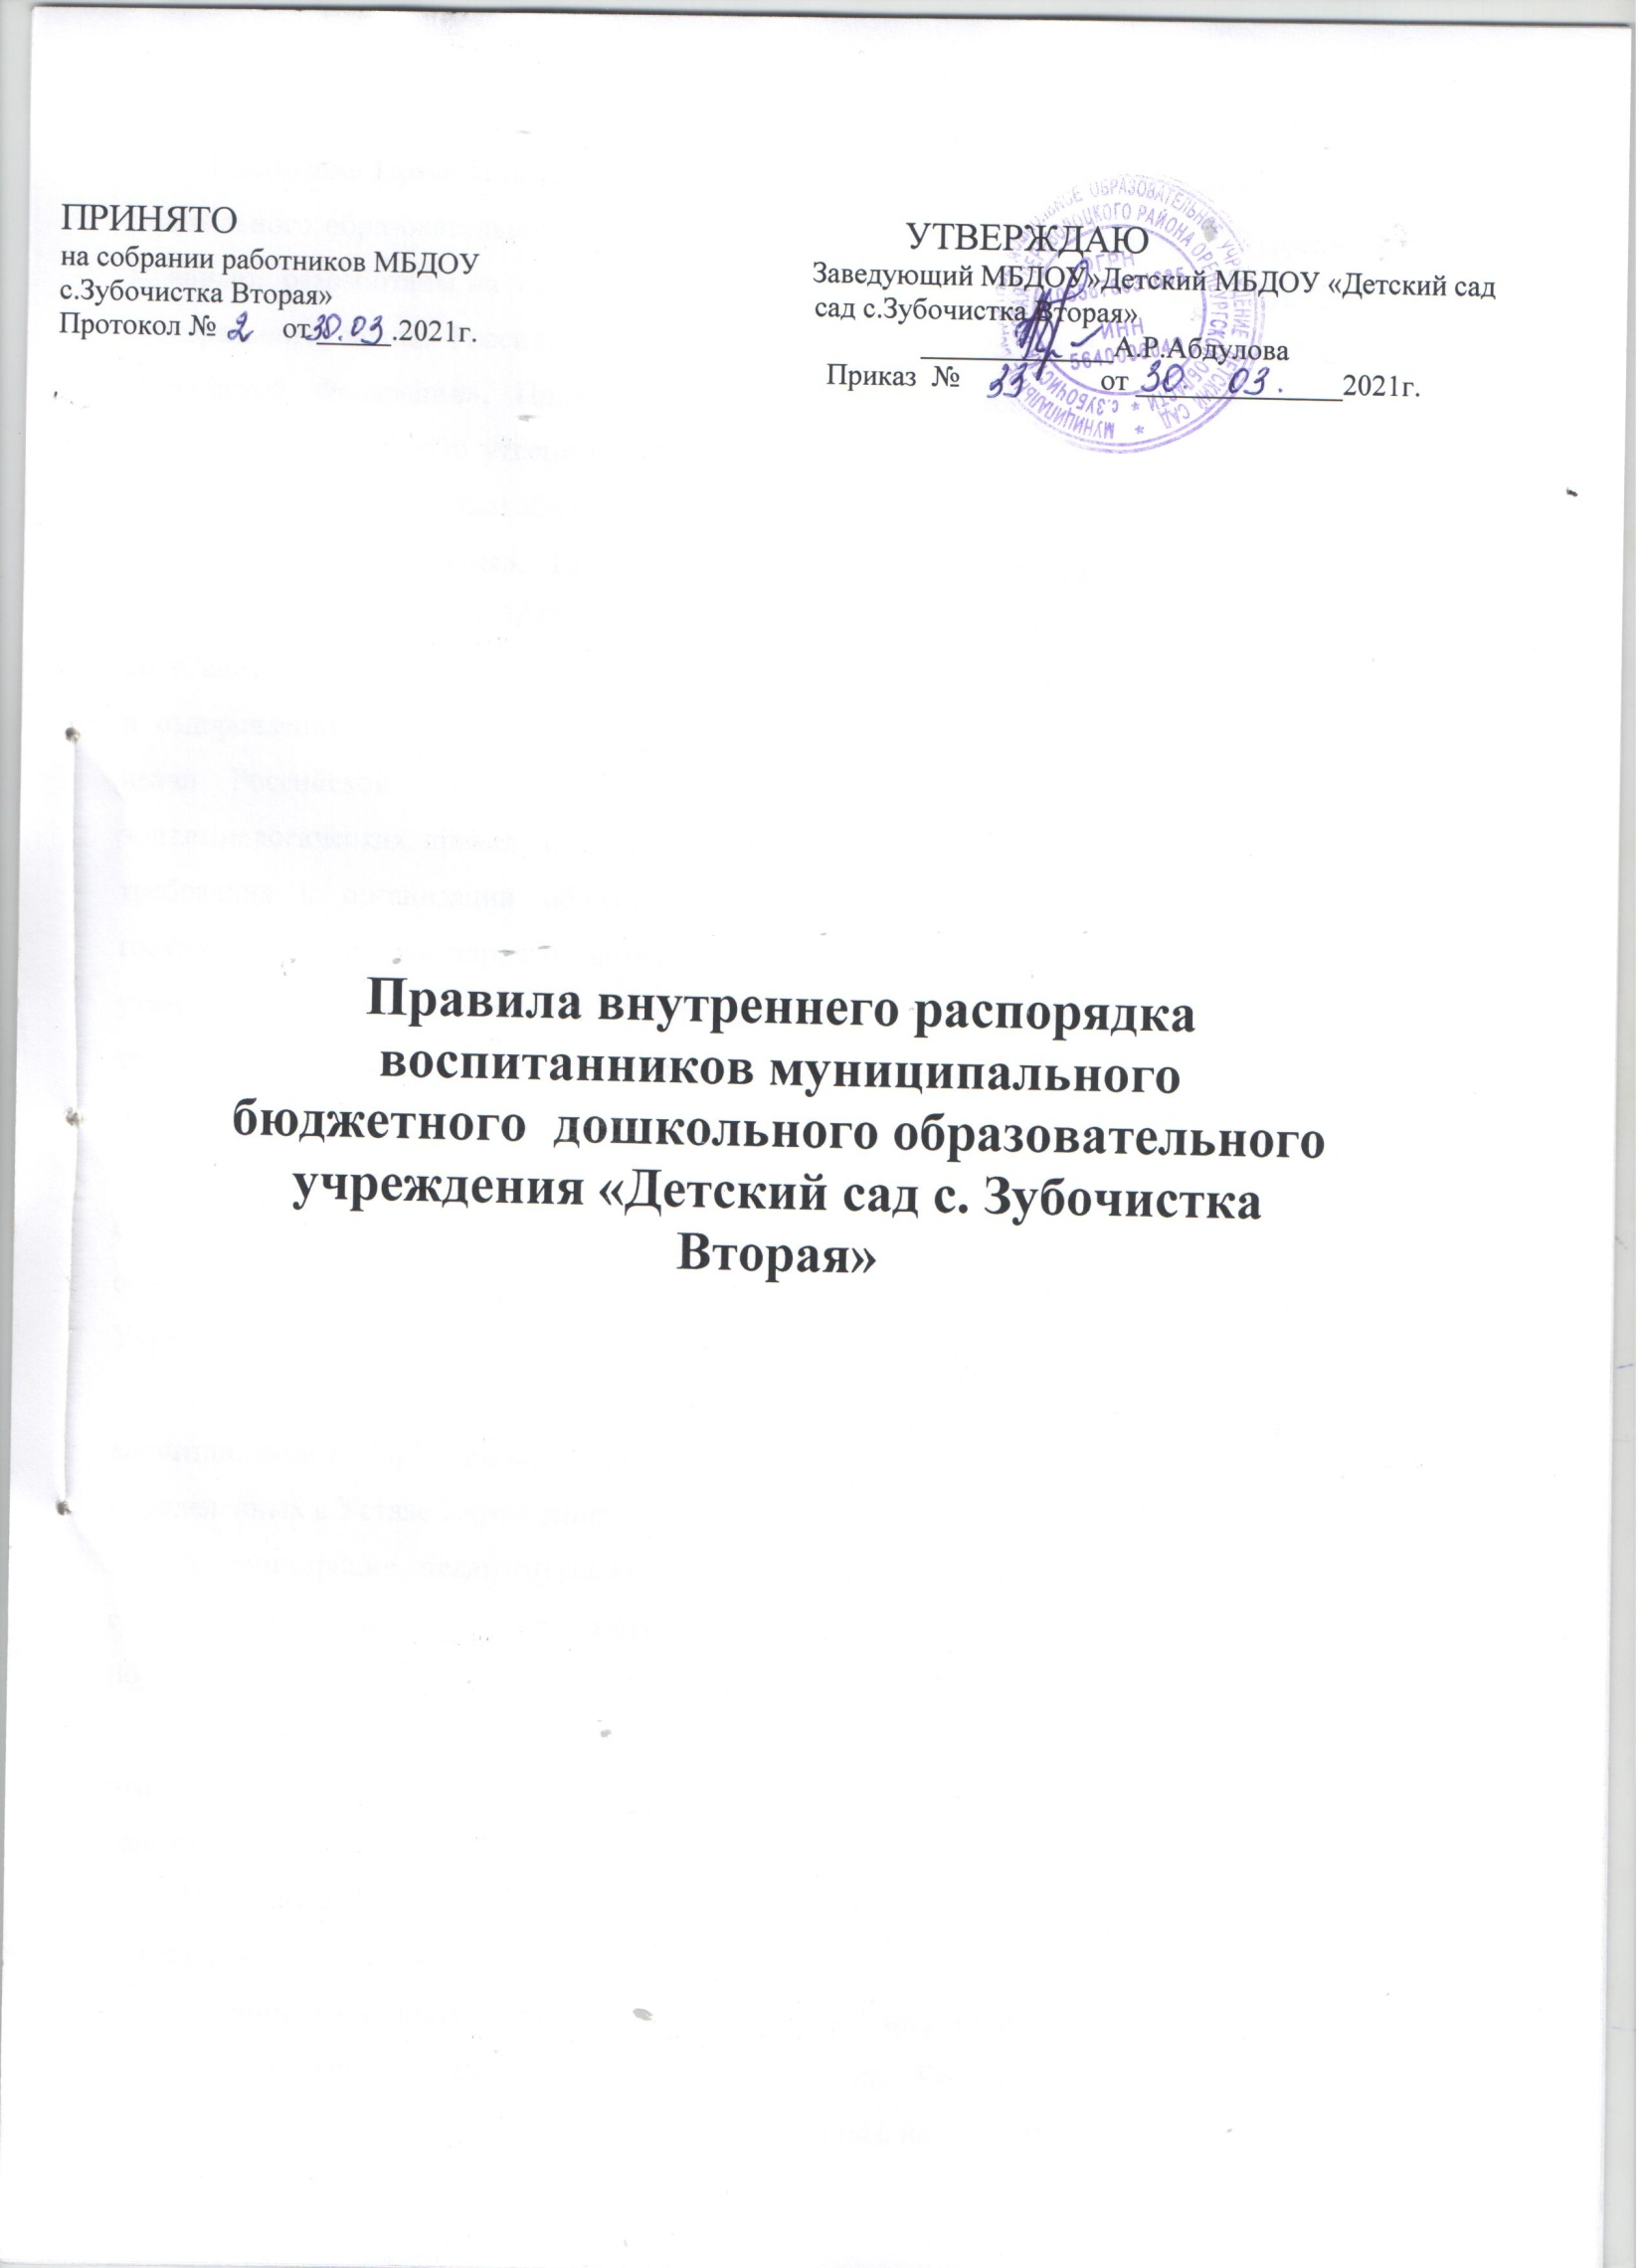 ПРИНЯТО
на собрании работников МБДОУ
с.Зубочистка Вторая»
Протокол № 2 от 30.03.2021г.
УТВЕРЖДАЮ
Заведующий МБДОУ»Детский МБДОУ «Детский сад
сад с.Зубочистка Вторая»
А.Р.Абдулова
Приказ № 33 от 30 03. 2021г.
ОГРН
ИНН
Правила внутреннего распорядка
воспитанников муниципального
бюджетного дошкольного образовательного
учреждения «Детский сад с. Зубочистка
Вторая»